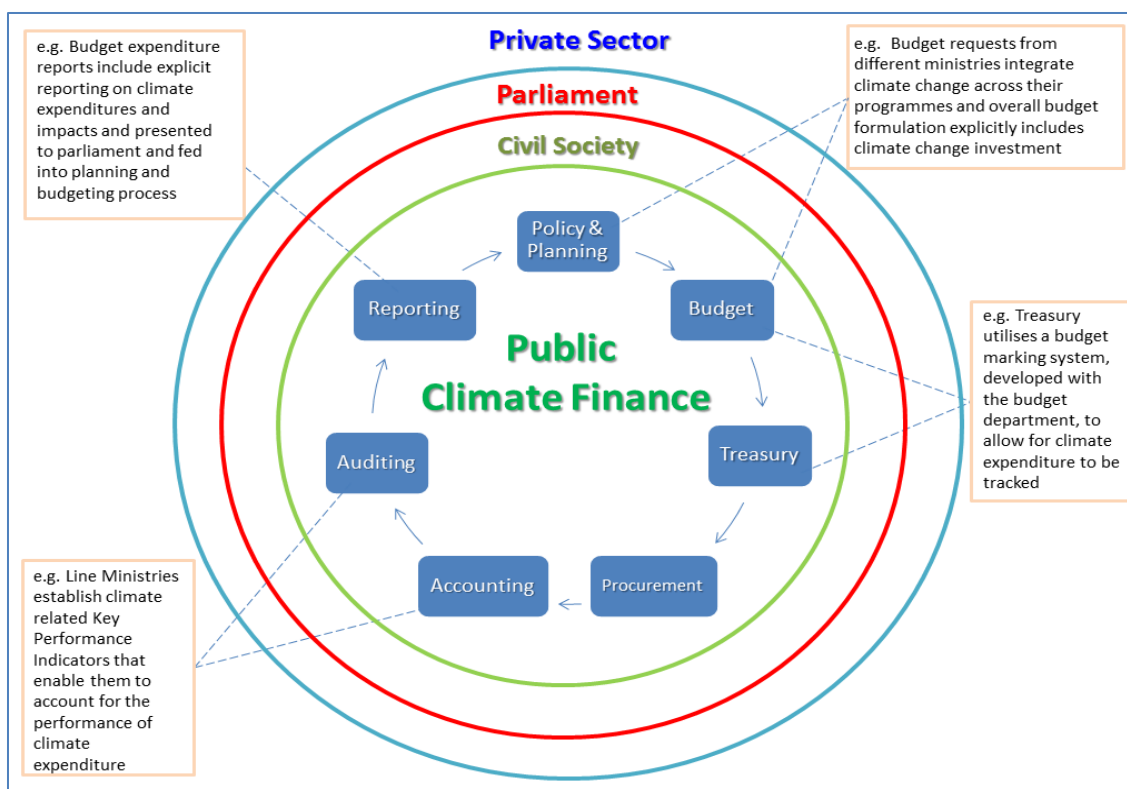 Private Sector
Parliament
Civil Society
e.g. Budget expenditure
reports include explicit
reporting on climate
expenditures and
impacts and presented
to parliament and fed
into planning and
budgeting process
e.g.  Budget requests from
different ministries integrate
climate change across their
programmes and overall budget
formulation explicitly includes
climate change investment
Policy &
Planning
Budget
Treasury
Procurement
Accounting
Auditing
Reporting
Public
Climate Finance
e.g. Treasury
utilises a budget
marking system,
developed with
the budget
department, to
allow for climate
expenditure to be
tracked
e.g. Line Ministries
establish climate
related Key
Performance
Indicators that
enable them to
account for the
performance of
climate
expenditure